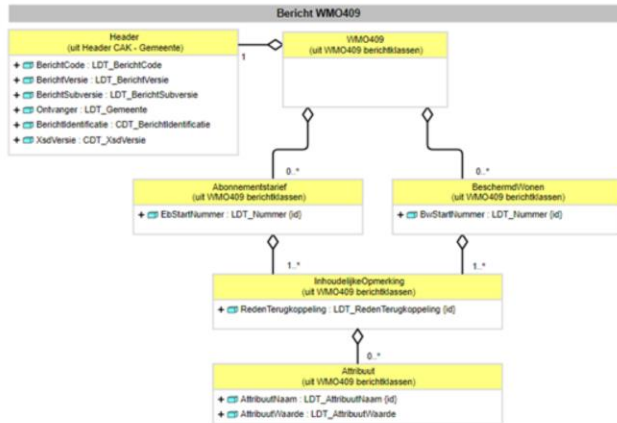 Bericht WMO409
Header
(uit Header CAK - Gemeente)
+ BerichtCode : LDT_BerichtCode
+ BerichtVersie : LDT_BerichtVersie
+ BerichtSubversie : LDT_BerichtSubversie
+ Ontvanger : LDT_Gemeente
+ BerichtIdentificatie : CDT_BerichtIdentificatie
+ XsdVersie : CDT_XsdVersie
1
WMO409
(uit WMO409 berichtklassen)
0..*
0..*
Abonnementstarief
(uit WMO409 berichtklassen)
+ EbStartNummer : LDT_Nummer {id}
BeschermdWonen
(uit WMO409 berichtklassen)
+ BwStartNummer : LDT_Nummer {id}
1..*
1..*
InhoudelijkeOpmerking
(uit WMO409 berichtklassen)
+ RedenTerugkoppeling : LDT_RedenTerugkoppeling {id}
0..*
Attribuut
(uit WMO409 berichtklassen)
+ AttribuutNaam : LDT_AttribuutNaam {id}
+ AttribuutWaarde : LDT_AttribuutWaarde